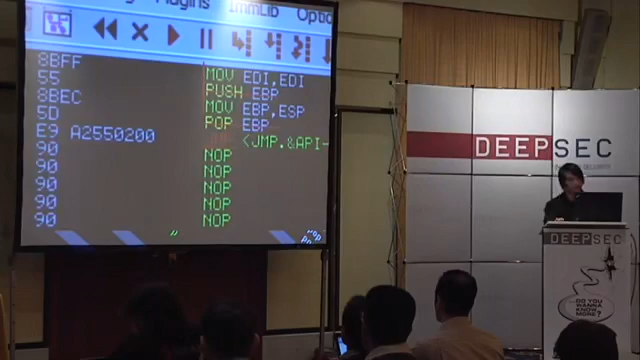 Plugins ImmLib Optio
8BFF MOV EDI,EDI
55 PUSH EBP
8BEC MOV EBP,ESP
5D POP EBP
E9 A2550200 <JMP.&API-
90 NOP
90 NOP
90 NOP
90 NOP
90 NOP
DEEPSEC
DEEPSEC
DO YOU
WANNA
KNOW
MORE?